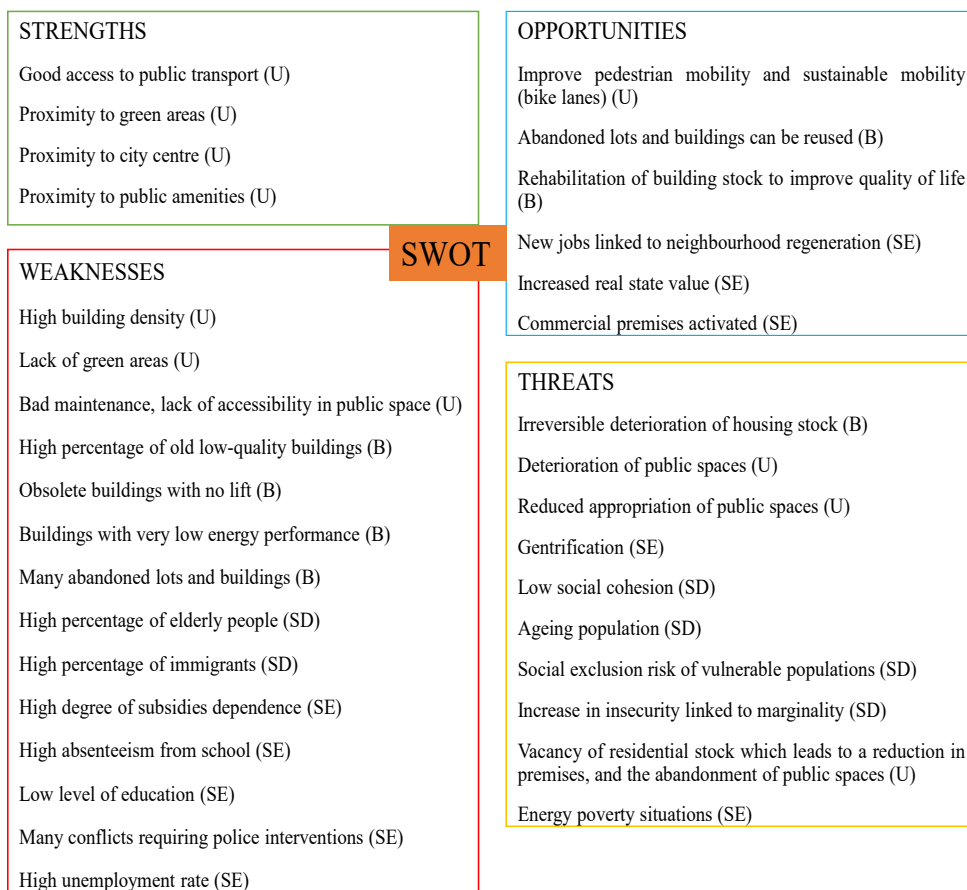 STRENGTHS
Good access to public transport (U)
Proximity to green areas (U)
Proximity to city centre (U)
Proximity to public amenities (U)
SWOT
WEAKNESSES
High building density (U)
Lack of green areas (U)
Bad maintenance, lack of accessibility in public space (U)
High percentage of old low-quality buildings (B)
Obsolete buildings with no lift (B)
Buildings with very low energy performance (B)
Many abandoned lots and buildings (B)
High percentage of elderly people (SD)
High percentage of immigrants (SD)
High degree of subsidies dependence (SE)
High absenteeism from school (SE)
Low level of education (SE)
Many conflicts requiring police interventions (SE)
High unemployment rate (SE)
OPPORTUNITIES
Improve pedestrian mobility and sustainable mobility
(bike lanes) (U)
Abandoned lots and buildings can be reused (B)
Rehabilitation of building stock to improve quality of life
(B)
New jobs linked to neighbourhood regeneration (SE)
Increased real state value (SE)
Commercial premises activated (SE)
THREATS
Irreversible deterioration of housing stock (B)
Deterioration of public spaces (U)
Reduced appropriation of public spaces (U)
Gentrification (SE)
Low social cohesion (SD)
Ageing population (SD)
Social exclusion risk of vulnerable populations (SD)
Increase in insecurity linked to marginality (SD)
Vacancy of residential stock which leads to a reduction in
premises, and the abandonment of public spaces (U)
Energy poverty situations (SE)